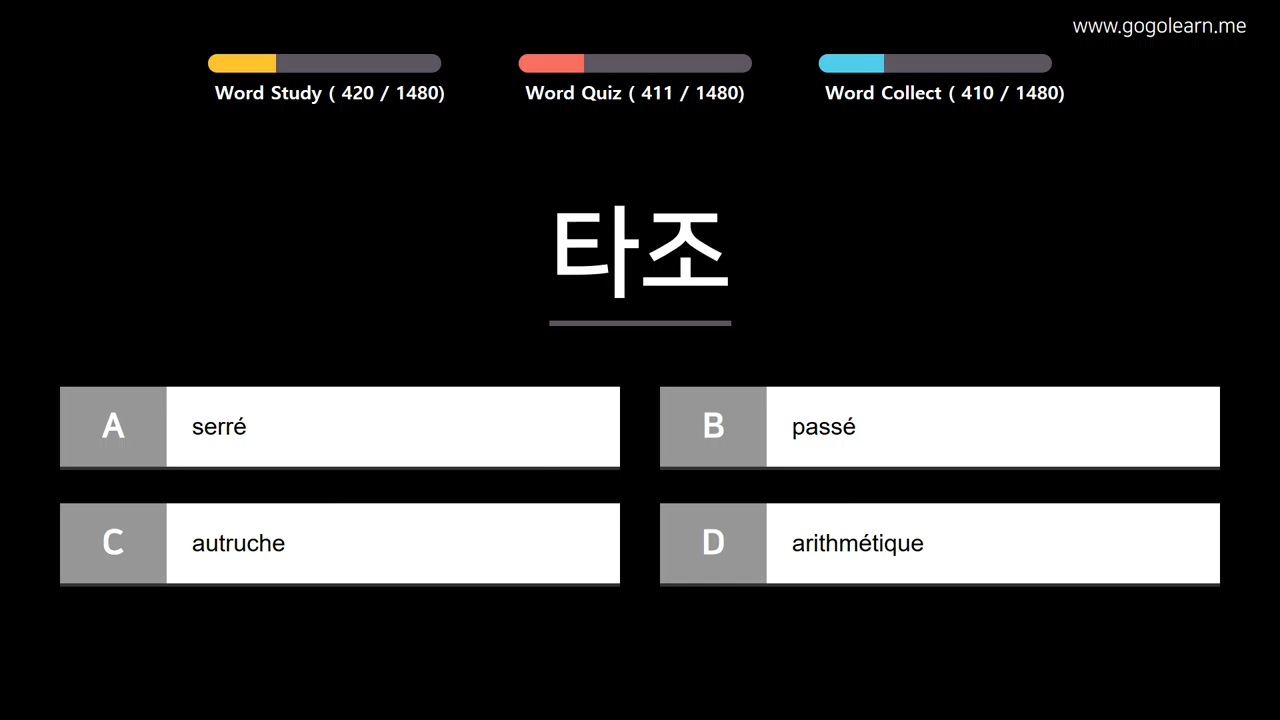 www.gogolearn.me
Word Study ( 420 / 1480)
Word Quiz ( 411 / 1480)
Word Collect ( 410 / 1480)
타조
A
serré
B
passé
C
autruche
D
arithmétique